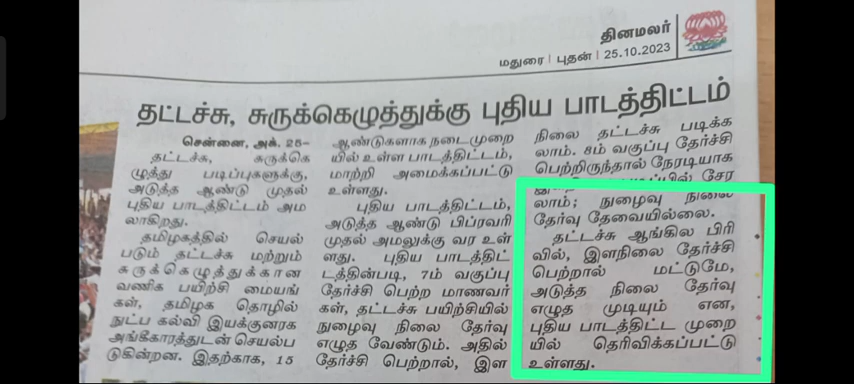 தினமலர்
மதுரை | புதன் | 25.10.2023
தட்டச்சு, சுருக்கெழுத்துக்கு புதிய பாடத்திட்டம்
சென்னை, அக். 25–
தட்டச்சு, சுருக்கெ
ழுத்து படிப்புகளுக்கு,
அடுத்த ஆண்டு முதல்
புதிய பாடத்திட்டம் அம
லாகிறது.
தமிழகத்தில் செயல்
படும் தட்டச்சு மற்றும்
சுருக்கெழுத்துக்கான
வணிக பயிற்சி மையங்
கள், தமிழக தொழில்
நுட்ப கல்வி இயக்குனரக
அங்கீகாரத்துடன் செயல்ப
டுகின்றன. இதற்காக, 15
ஆண்டுகளாக நடைமுறை
யில் உள்ள பாடத்திட்டம்,
மாற்றி அமைக்கப்பட்டு
உள்ளது.
புதிய பாடத்திட்டம்,
அடுத்த ஆண்டு பிப்ரவரி
முதல் அமலுக்கு வர உள்
ளது. புதிய பாடத்திட்
டத்தின்படி, 7ம் வகுப்பு
தேர்ச்சி பெற்ற மாணவர்
கள், தட்டச்சு பயிற்சியில்
நுழைவு நிலை தேர்வு
எழுத வேண்டும். அதில்
தேர்ச்சி பெற்றால், இள
நிலை தட்டச்சு படிக்க
லாம். 8ம் வகுப்பு தேர்ச்சி
பெற்றிருந்தால் நேரடியாக
சேர
லாம்; நுழைவு நிலை
தேர்வு தேவையில்லை.
தட்டச்சு ஆங்கில பிரி
வில், இளநிலை தேர்ச்சி
பெற்றால் மட்டுமே,
அடுத்த நிலை தேர்வு
எழுத முடியும் என,
புதிய பாடத்திட்ட முறை
யில் தெரிவிக்கப்பட்டு
உள்ளது.